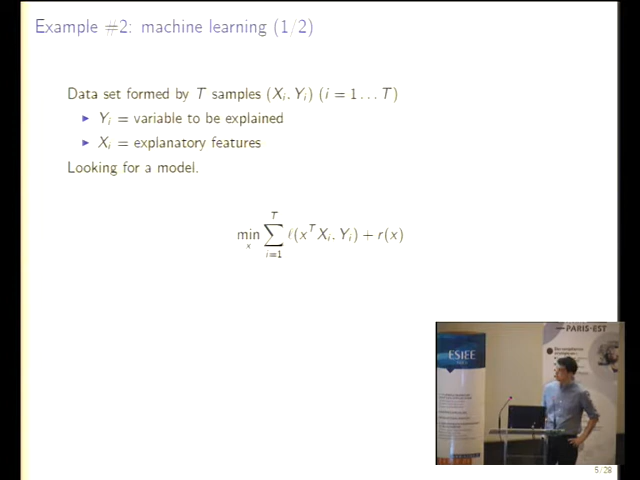 Example #2: machine learning (1/2)
Data set formed by T samples (X_i, Y_i) (i = 1 … T)
▶ Y_i = variable to be explained
▶ X_i = explanatory features
Looking for a model.
min_x ∑_{i=1}^{T} ℓ(x^T X_i, Y_i) + r(x)
PARIS-EST
ESIEE
5/28